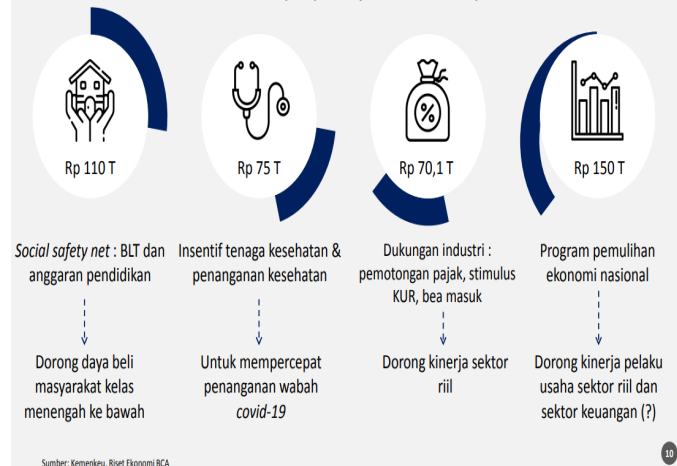 Rp 110 T
Rp 75 T
Rp 70,1 T
Rp 150 T
Social safety net : BLT dan
anggaran pendidikan
Insentif tenaga kesehatan &
penanganan kesehatan
Dukungan industri :
pemotongan pajak, stimulus
KUR, bea masuk
Program pemulihan
ekonomi nasional
Dorong daya beli
masyarakat kelas
menengah ke bawah
Untuk mempercepat
penanganan wabah
covid-19
Dorong kinerja sektor
riil
Dorong kinerja pelaku
usaha sektor riil dan
sektor keuangan (?)
Sumber: Kemenkeu, Riset Ekonomi BCA
10